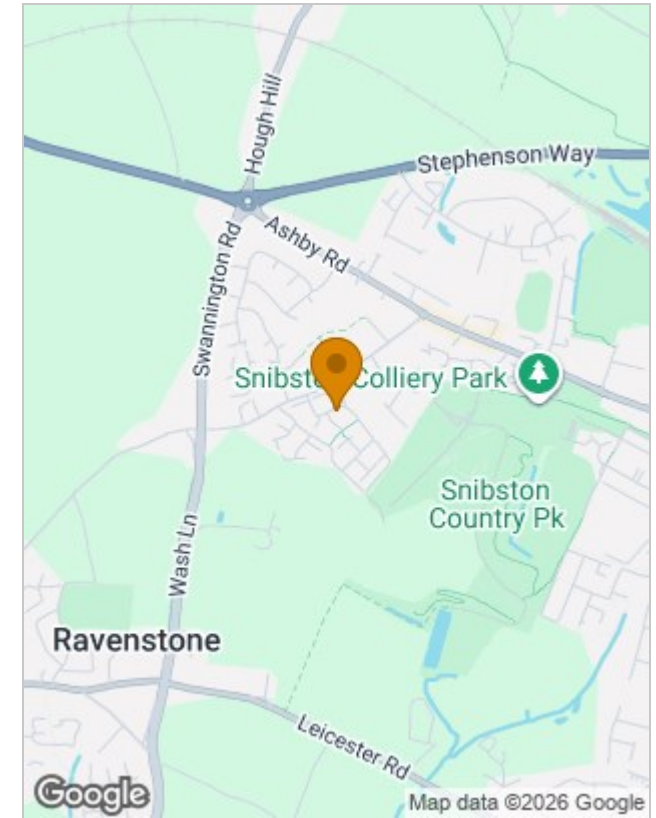 Hough Hill
Stephenson Way
Ashby Rd
Swannington Rd
Snibston Colliery Park
Snibston
Country Pk
Wash Ln
Ravenstone
Leicester Rd
Google
Map data ©2026 Google